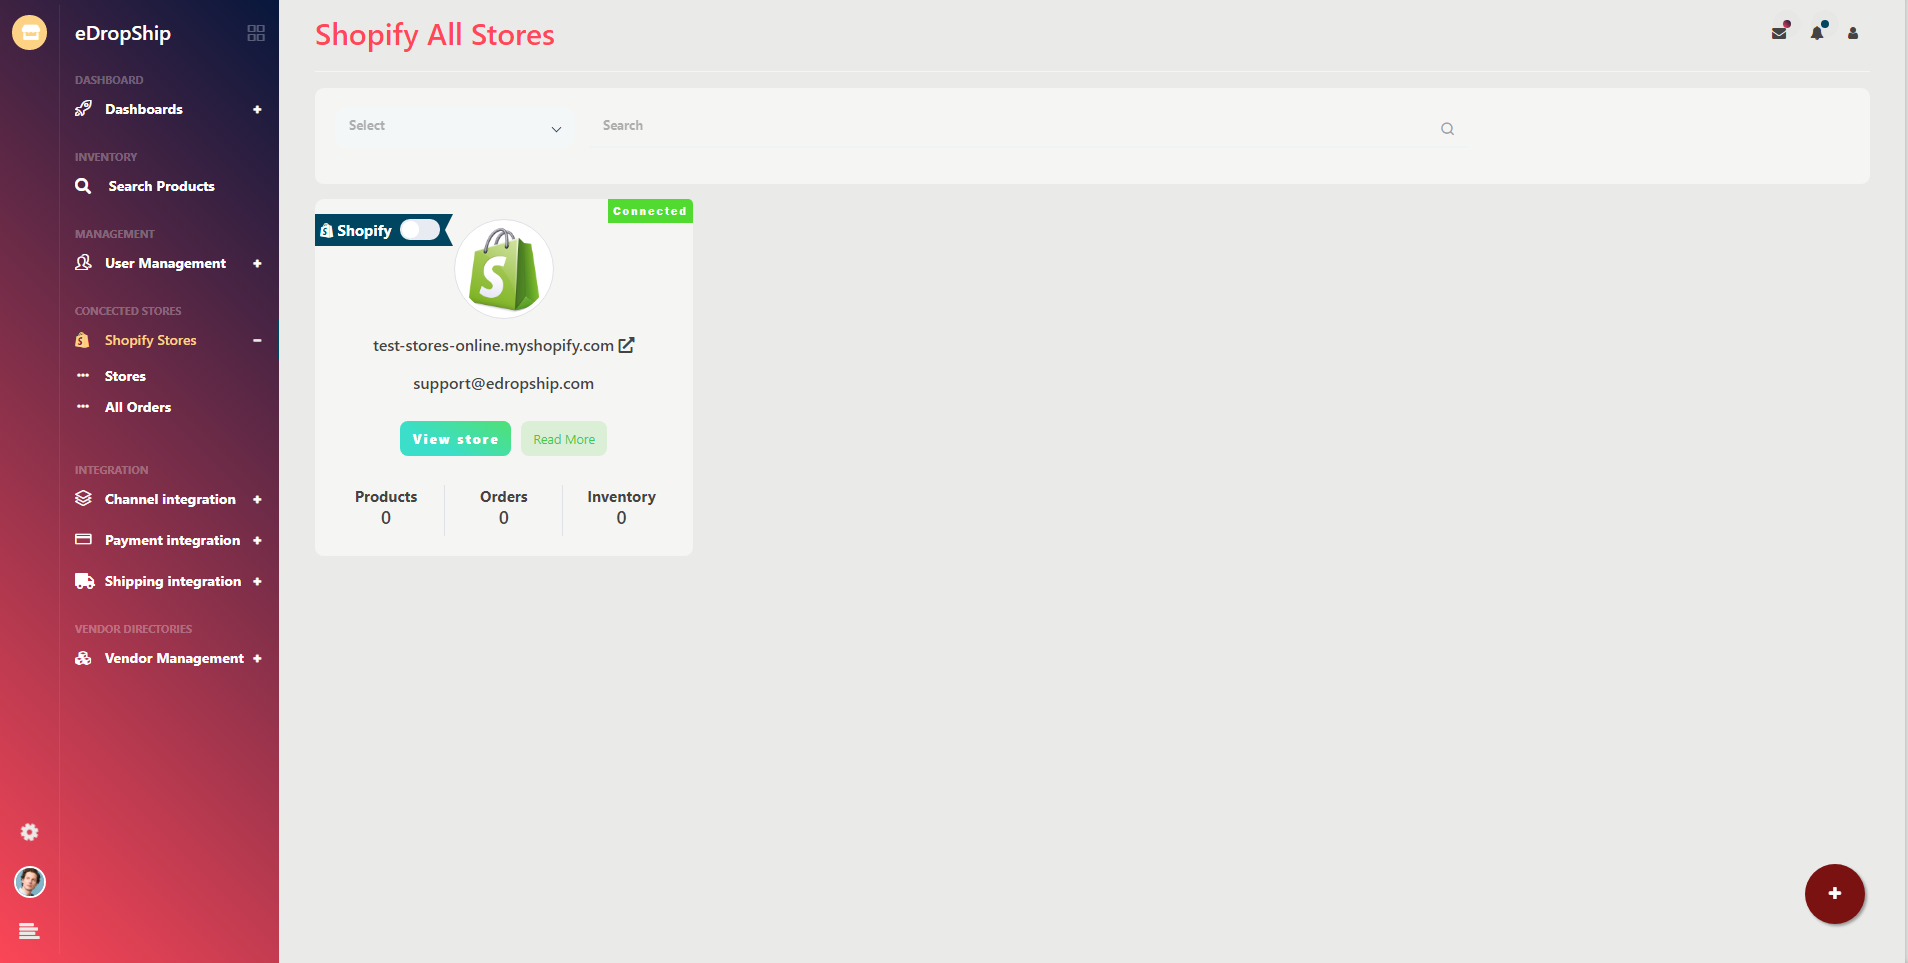 eDropShip
DASHBOARD
Dashboards
INVENTORY
Search Products
MANAGEMENT
User Management
CONCECTED STORES
Shopify Stores
Stores
All Orders
INTEGRATION
Channel integration
Payment integration
Shipping integration
VENDOR DIRECTORIES
Vendor Management
Shopify All Stores
Select
Search
Connected
Shopify
test-stores-online.myshopify.com
support@edropship.com
View store
Read More
Products
Orders
Inventory
0
0
0